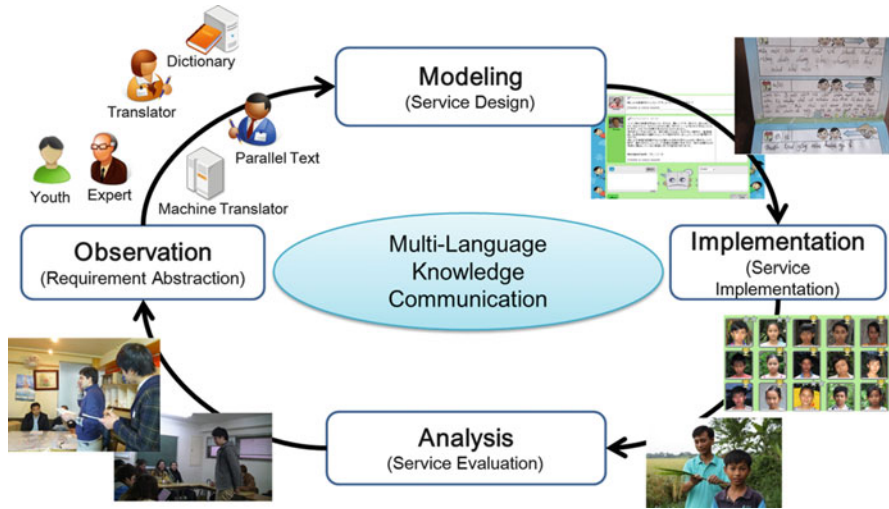 Dictionary
Translator
Youth
Expert
Parallel Text
Machine Translator
Modeling
(Service Design)
Observation
(Requirement Abstraction)
Multi-Language
Knowledge
Communication
Implementation
(Service
Implementation)
Analysis
(Service Evaluation)